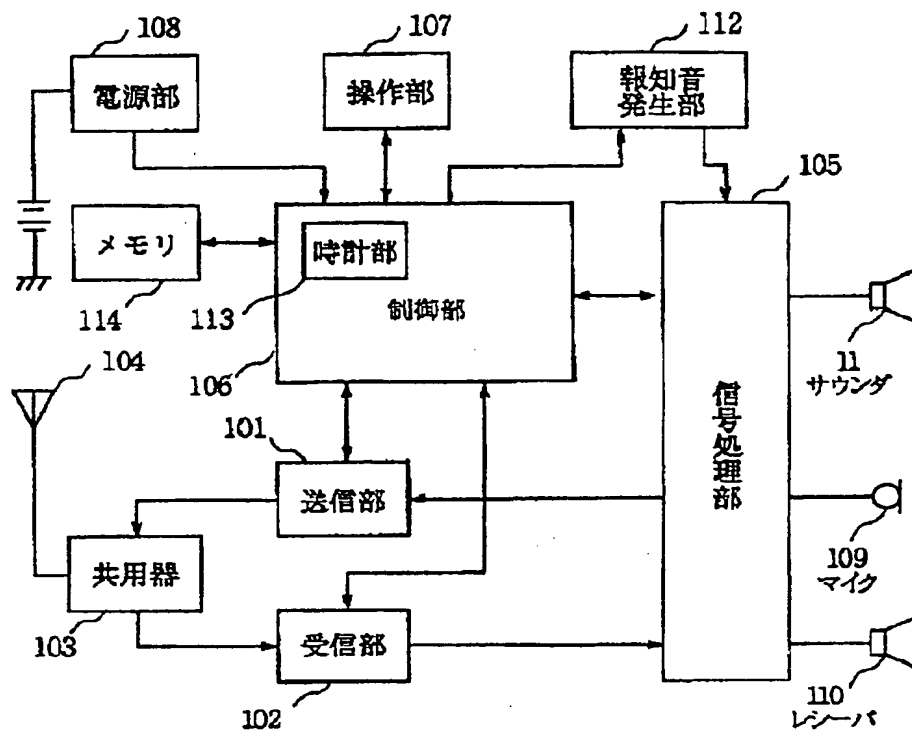 108
107
112
電源部
操作部
報知音
発生部
105
メモリ
時計部
114
113
制御部
11
サウンダ
104
106
101
信号処理部
送信部
109
マイク
共用器
103
受信部
102
110
レシーバ